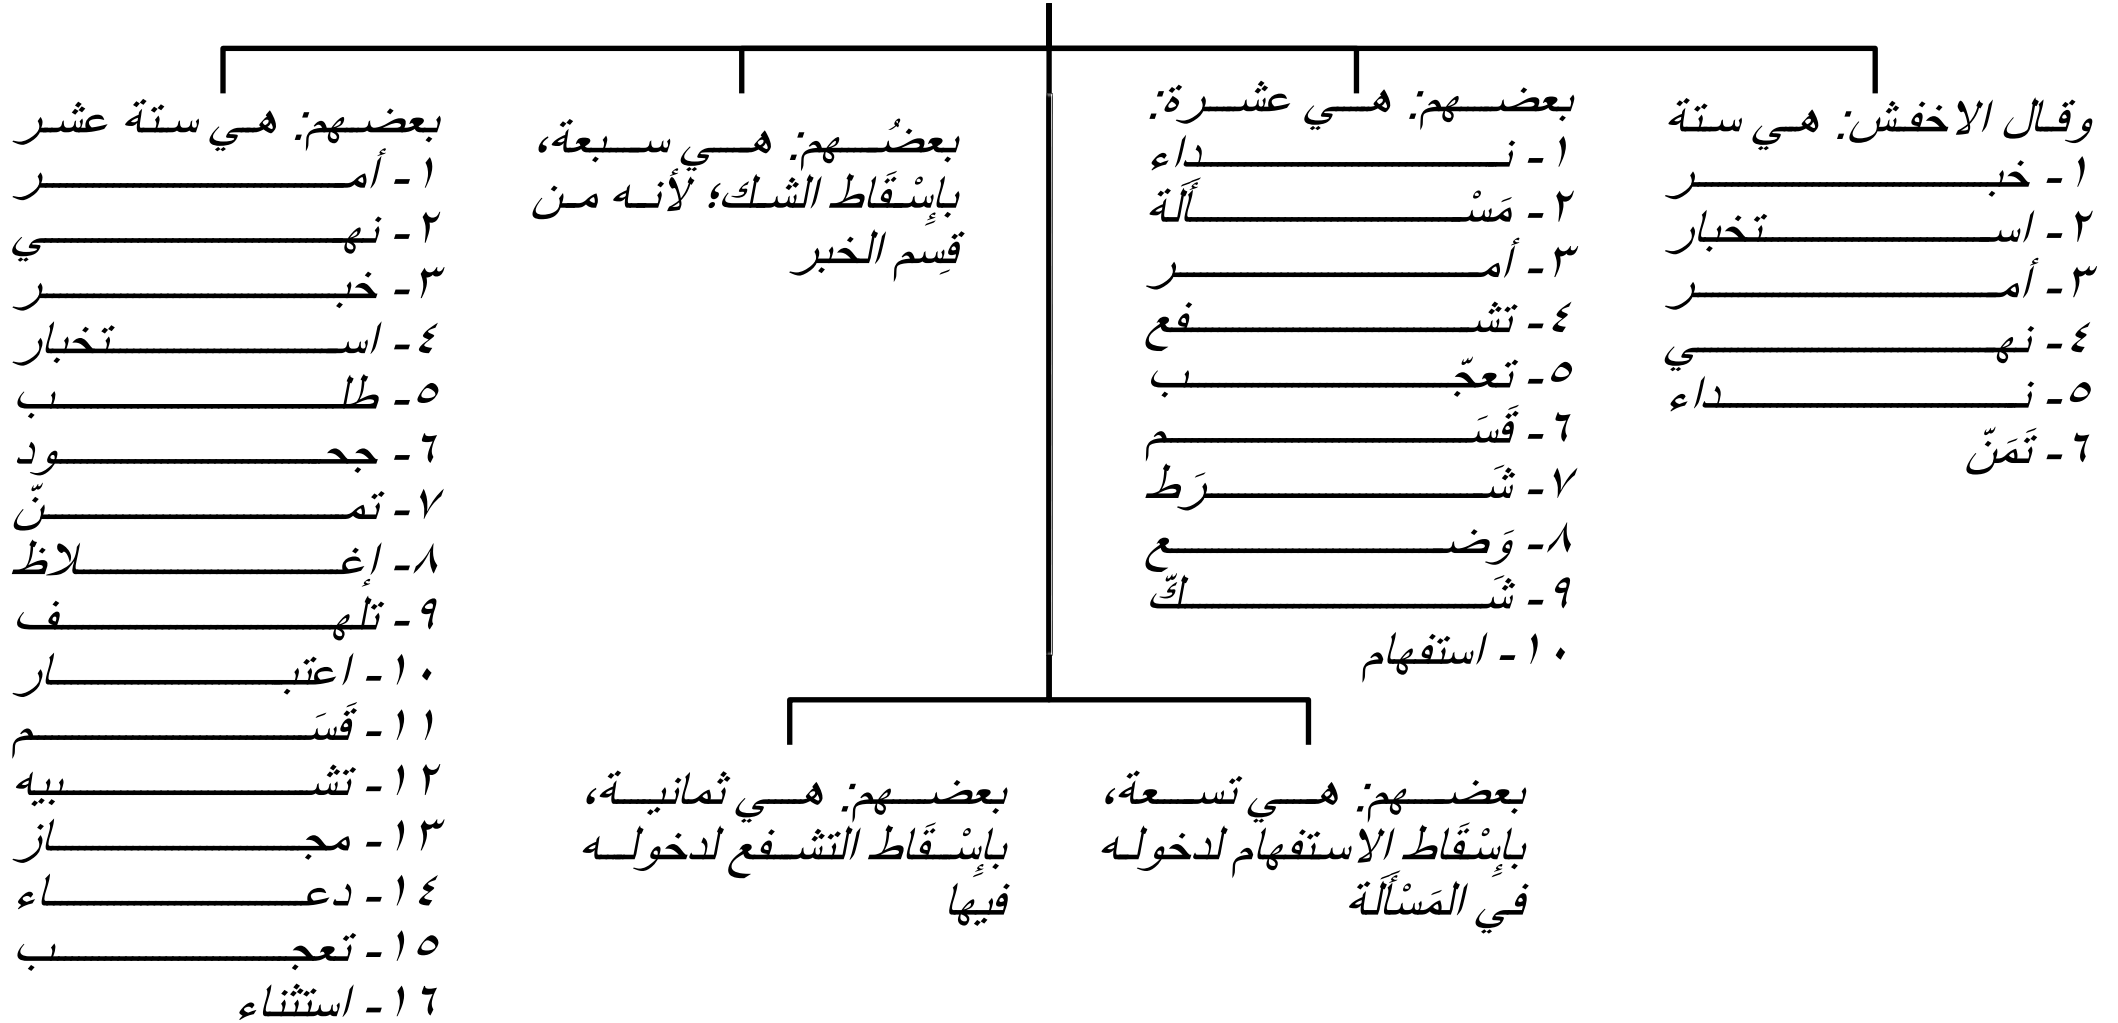 وقال الاخفش: هي ستة
١- خبر
٢- استخبار
٣- أمر
٤- نهي
٥- نداء
٦- تَمَنّ
بعضهم: هي عشرة:
١- نداء
٢- مَسْأَلَة
٣- أمر
٤- تشفع
٥- تعجّب
٦- قَسَم
٧- شَرَط
٨- وَضع
٩- شَكّ
١٠- استفهام
بعضُهم: هي سبعة،
بإِسْقَاط الشك؛ لأنه من
قِسم الخبر
بعضهم: هي ستة عشر
١- أمر
٢- نهي
٣- خبر
٤- استخبار
٥- طلب
٦- جحود
٧- تمنّ
٨- إغلاظ
٩- تلهف
١٠- اعتبار
١١- قَسَم
١٢- تشبيه
١٣- مجاز
١٤- دعاء
١٥- تعجب
١٦- استثناء
بعضهم: هي تسعة،
بإِسْقَاط الاستفهام لدخوله
في المَسْأَلَة
بعضهم: هي ثمانية،
بإِسْقَاط التشفع لدخوله
فيها